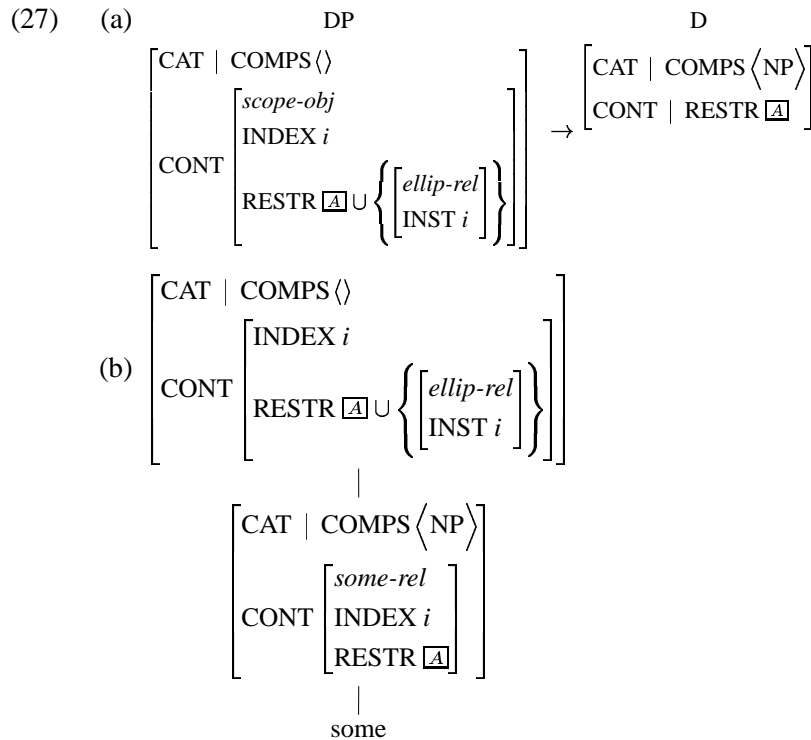 (27) (a) DP D
CAT | COMPS ⟨⟩
CAT | COMPS ⟨NP⟩
scope-obj
INDEX i
→
CONT | RESTR A
CONT
RESTR A ∪ { ellip-rel
INST i }
(b)
CAT | COMPS ⟨⟩
INDEX i
CONT
RESTR A ∪ { ellip-rel
INST i }
CAT | COMPS ⟨NP⟩
some-rel
CONT INDEX i
RESTR A
some